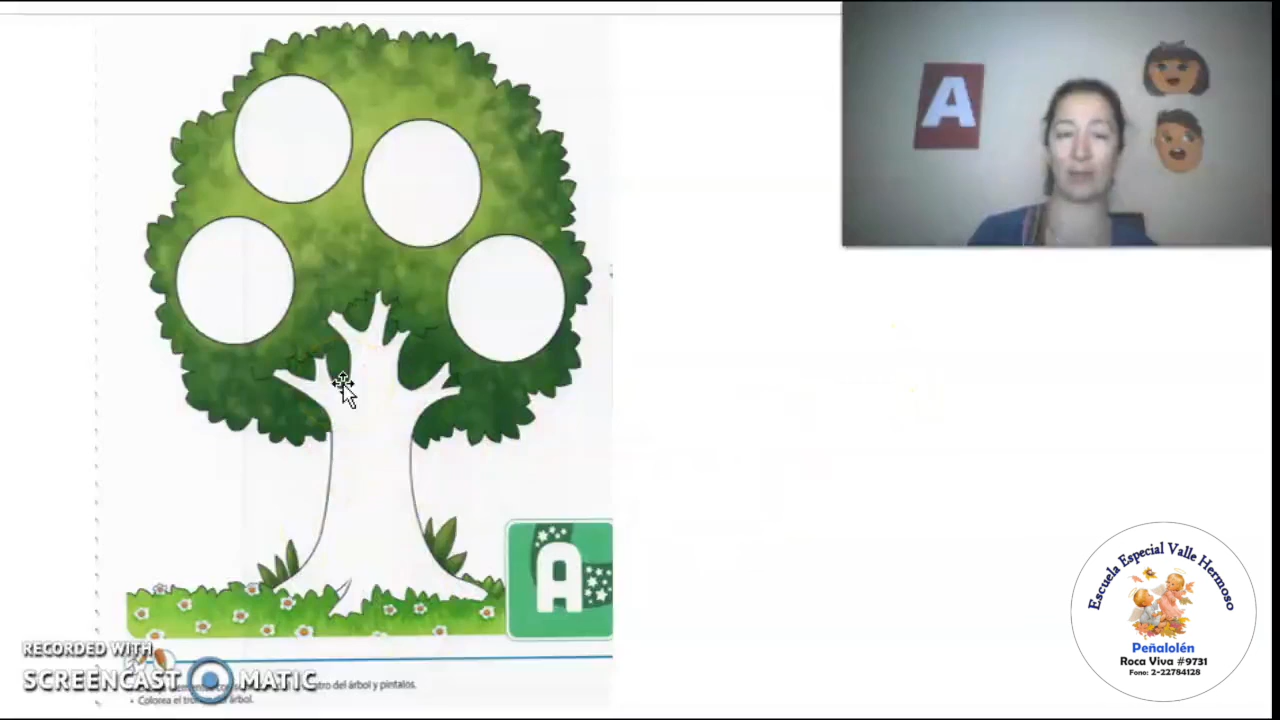 A
A
RECORDED WITH
SCREENCAST MATIC
tro del árbol y píntalos.
• Colorea el árbol.
Escuela Especial Valle Hermoso
Peñalolén
Roca Viva #9731
Fono: 2-22784128